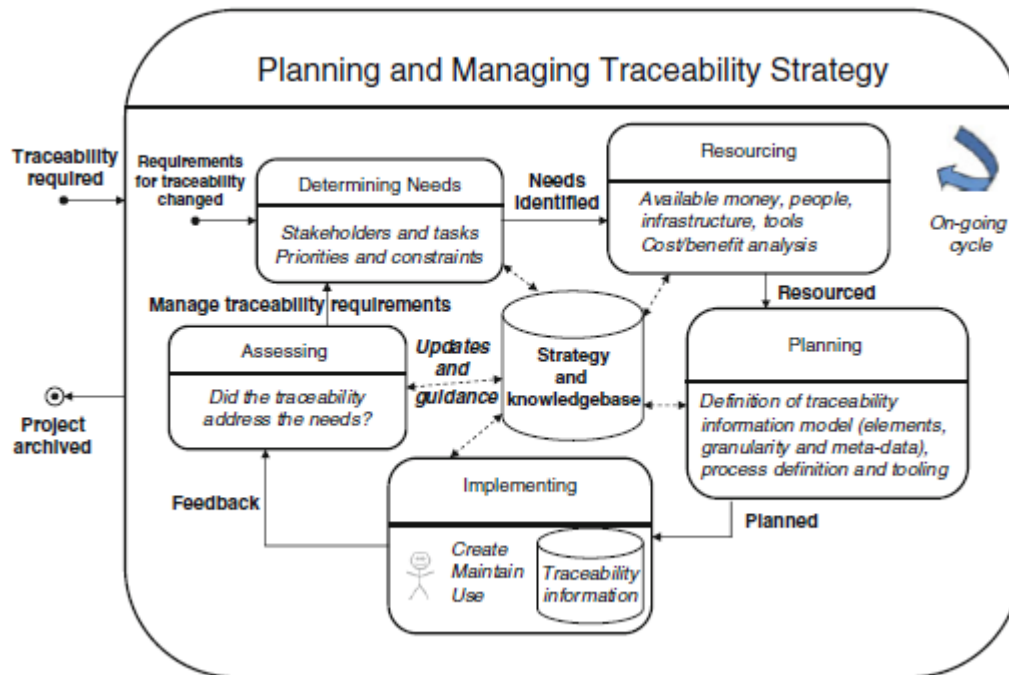 Planning and Managing Traceability Strategy
Traceability
required
Requirements
for traceability
changed
Determining Needs
Stakeholders and tasks
Priorities and constraints
Needs
identified
Resourcing
Available money, people,
infrastructure, tools
Cost/benefit analysis
On-going
cycle
Resourced
Manage traceability requirements
Assessing
Did the traceability
address the needs?
Updates
and
guidance
Strategy
and
knowledgebase
Planning
Definition of traceability
information model (elements,
granularity and meta-data),
process definition and tooling
Project
archived
Feedback
Implementing
Create
Maintain
Use
Traceability
information
Planned